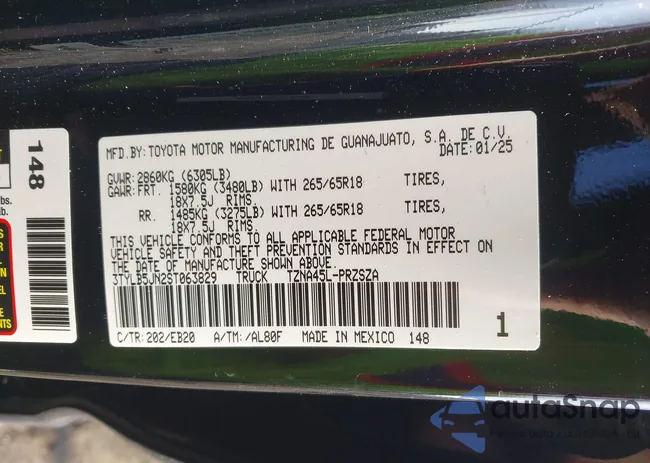 MFD.BY:TOYOTA MOTOR MANUFACTURING DE GUANAJUATO, S.A. DE C.V.
DATE: 01/25
GVWR: 2860KG (6305LB)
GAWR: FRT. 1580KG (3480LB) WITH 265/65R18 TIRES,
18X7.5J RIMS.
RR. 1485KG (3275LB) WITH 265/65R18 TIRES,
18X7.5J RIMS.
THIS VEHICLE CONFORMS TO ALL APPLICABLE FEDERAL MOTOR
VEHICLE SAFETY AND THEFT PREVENTION STANDARDS IN EFFECT ON
THE DATE OF MANUFACTURE SHOWN ABOVE.
3TYLB5JN2ST063829 TRUCK TZNA45L-PRZSZA
C/TR: 202/EB20 A/TM: /AL80F MADE IN MEXICO 148
1
148
lbs.
autoSnap